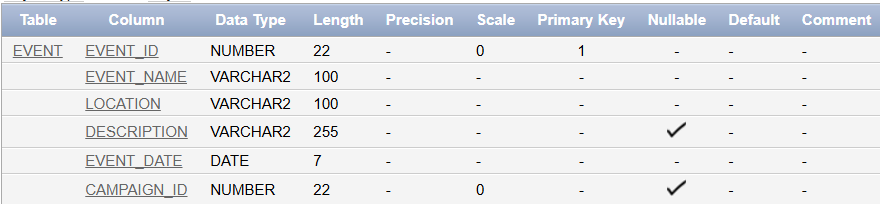 Table Column Data Type Length Precision Scale Primary Key Nullable Default Comment
EVENT EVENT_ID NUMBER 22 - 0 1 - - -
EVENT_NAME VARCHAR2 100 - - - - - -
LOCATION VARCHAR2 100 - - - - - -
DESCRIPTION VARCHAR2 255 - - - ✓ - -
EVENT_DATE DATE 7 - - - - - -
CAMPAIGN_ID NUMBER 22 - 0 - ✓ - -